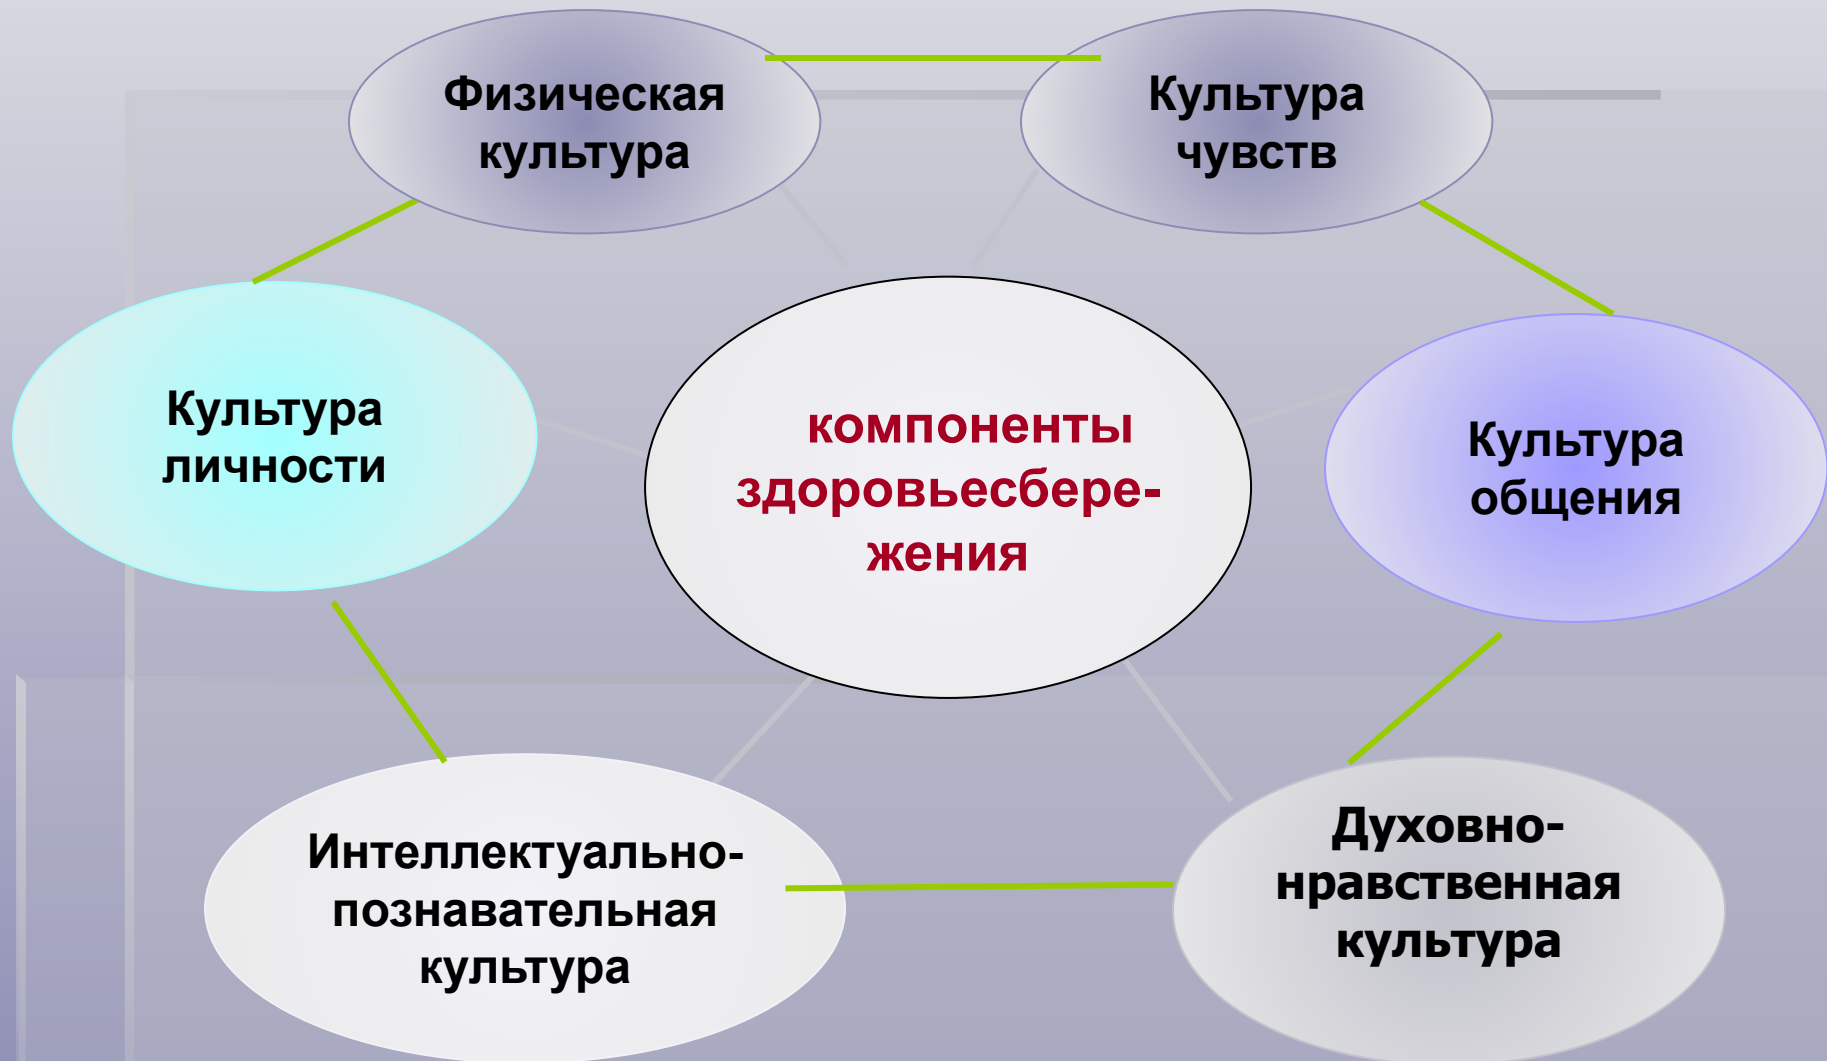 Физическая
культура
Культура
чувств
Культура
личности
компоненты
здоровьесбере-
жения
Культура
общения
Интеллектуально-
познавательная
культура
Духовно-
нравственная
культура